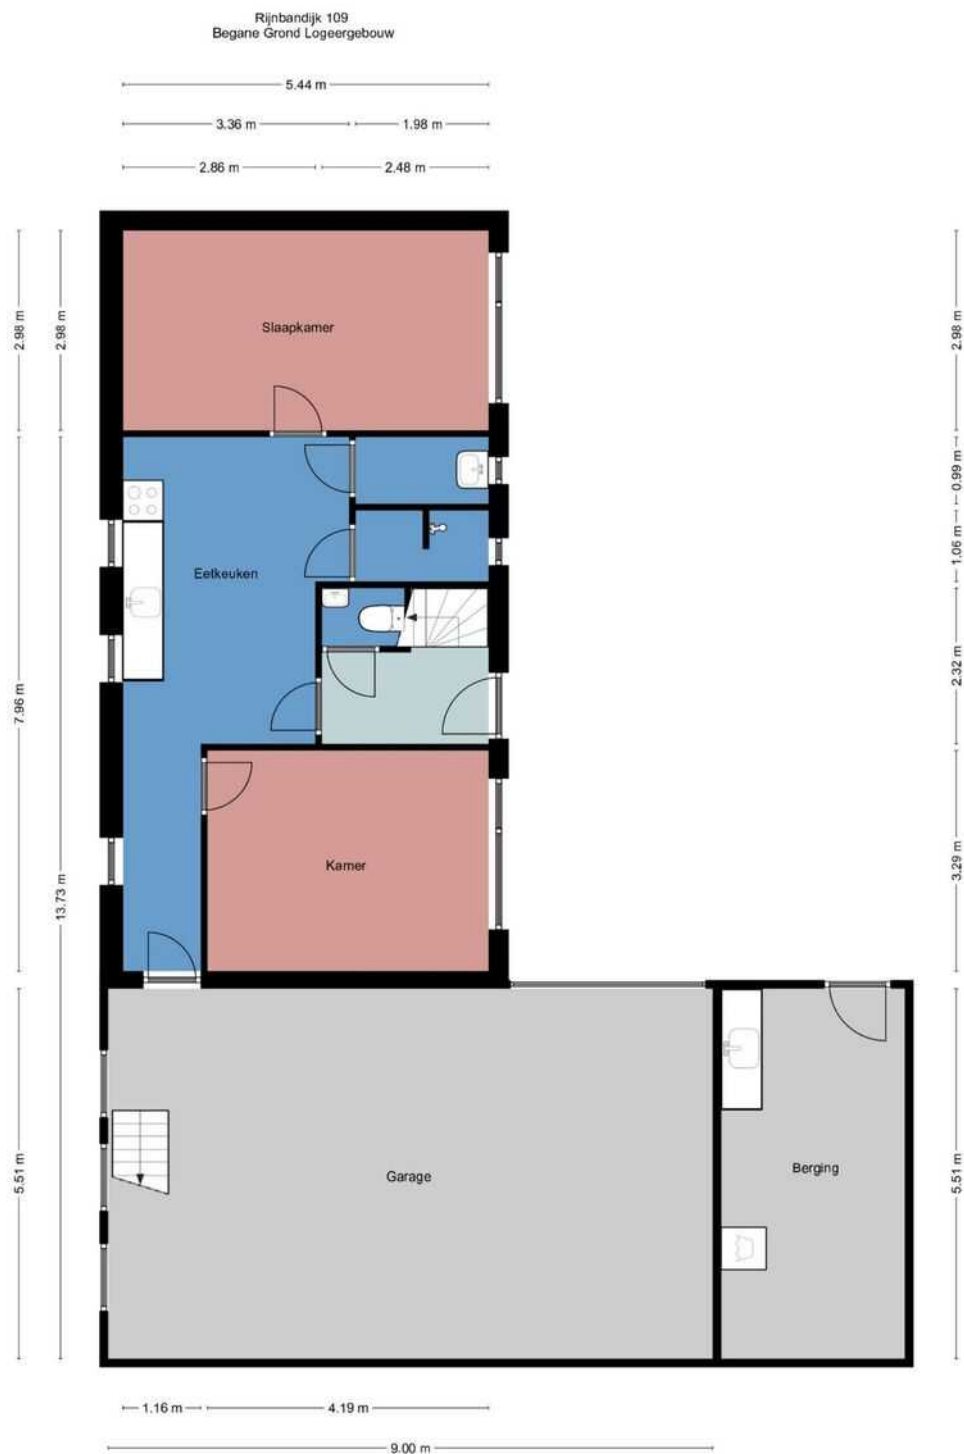 Rijnbandijk 109
Begane Grond Logeergebouw
5.44 m
3.36 m
1.98 m
2.86 m
2.48 m
2.98 m
2.98 m
2.98 m
Slaapkamer
0.99 m
1.06 m
Eetkeuken
2.32 m
7.96 m
3.29 m
Kamer
13.73 m
5.51 m
Garage
Berging
5.51 m
1.16 m
4.19 m
9.00 m